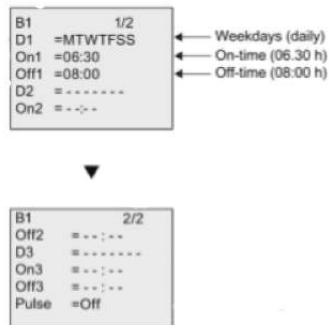 B1 1/2
D1 =MTWTFSS
On1 =06:30
Off1 =08:00
D2 =-------
On2 =--:--
Weekdays (daily)
On-time (06.30 h)
Off-time (08:00 h)
B1 2/2
Off2 =--:--
D3 =-------
On3 =--:--
Off3 =--:--
Pulse =Off